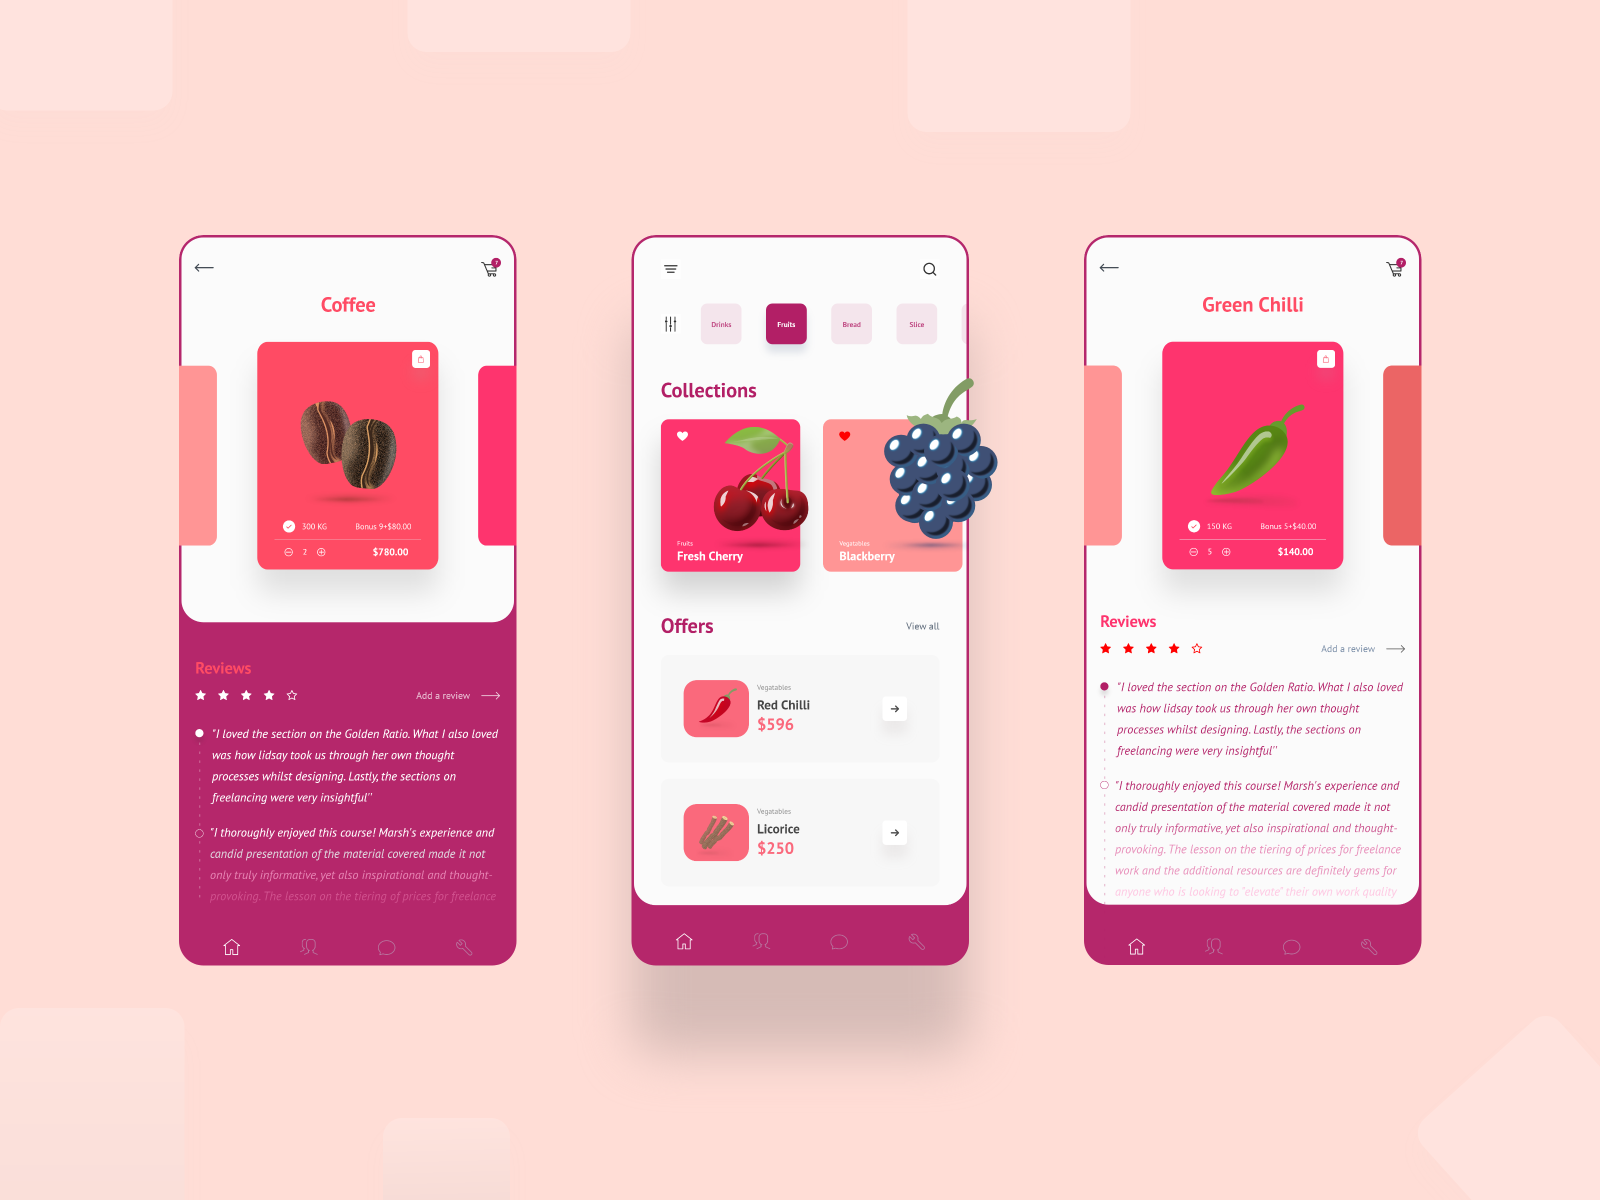 7
Coffee
300 KG
Bonus 9+$80.00
2
$780.00
Reviews
Add a review
"I loved the section on the Golden Ratio. What I also loved
was how lidsay took us through her own thought
processes whilst designing. Lastly, the sections on
freelancing were very insightful''
"I thoroughly enjoyed this course! Marsh's experience and
candid presentation of the material covered made it not
only truly informative, yet also inspirational and thought-
provoking. The lesson on the tiering of prices for freelance
Drinks
Fruits
Bread
Slice
Collections
Fruits
Fresh Cherry
Vegatables
Blackberry
Offers
View all
Vegatables
Red Chilli
$596
Vegatables
Licorice
$250
7
Green Chilli
150 KG
Bonus 5+$40.00
5
$140.00
Reviews
Add a review
"I loved the section on the Golden Ratio. What I also loved
was how lidsay took us through her own thought
processes whilst designing. Lastly, the sections on
freelancing were very insightful''
"I thoroughly enjoyed this course! Marsh's experience and
candid presentation of the material covered made it not
only truly informative, yet also inspirational and thought-
provoking. The lesson on the tiering of prices for freelance
work and the additional resources are definitely gems for
anyone who is looking to "elevate" their own work quality